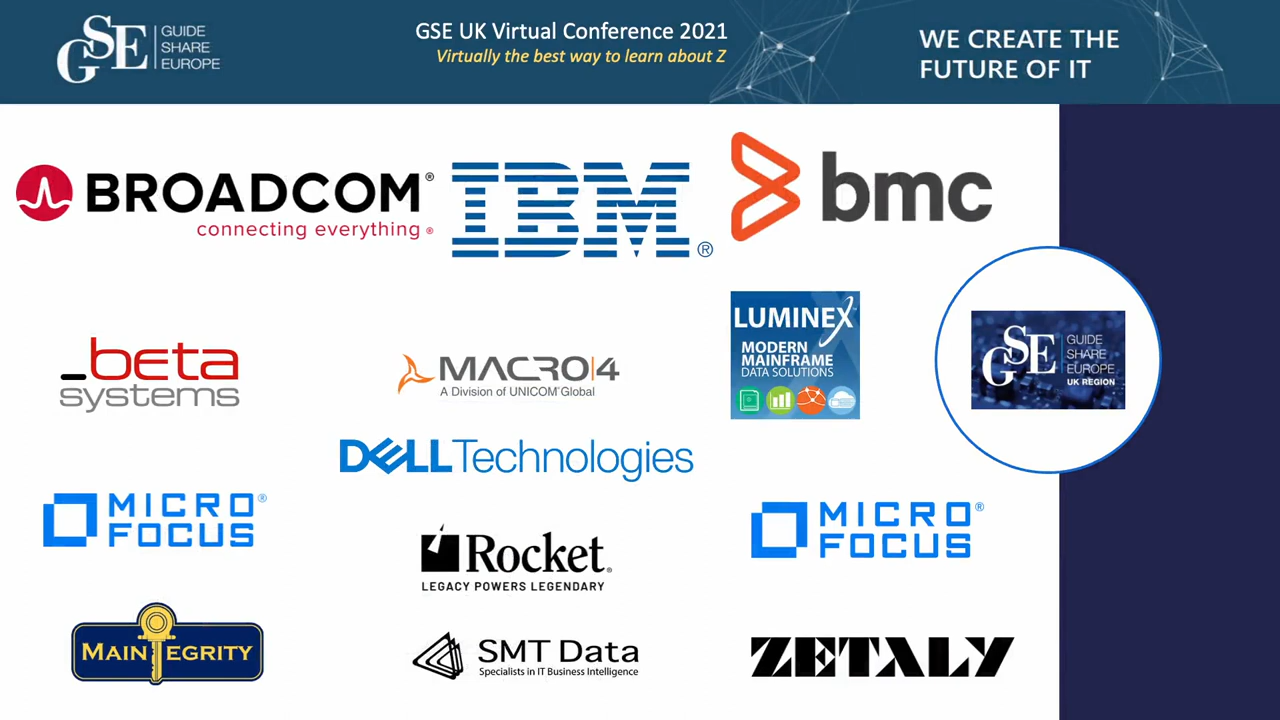 GSE GUIDE
SHARE
EUROPE
GSE UK Virtual Conference 2021
Virtually the best way to learn about Z
WE CREATE THE
FUTURE OF IT
BROADCOM®
connecting everything®
IBM®
bmc
beta
systems
MACRO|4
A Division of UNICOM® Global
LUMINEX
MODERN
MAINFRAME
DATA SOLUTIONS
GSE GUIDE
SHARE
EUROPE
UK REGION
DELLTechnologies
MICRO®
FOCUS
Rocket®
LEGACY POWERS LEGENDARY
MICRO®
FOCUS
MAINTEGRITY
SMT Data
Specialists in IT Business Intelligence
ZETALY